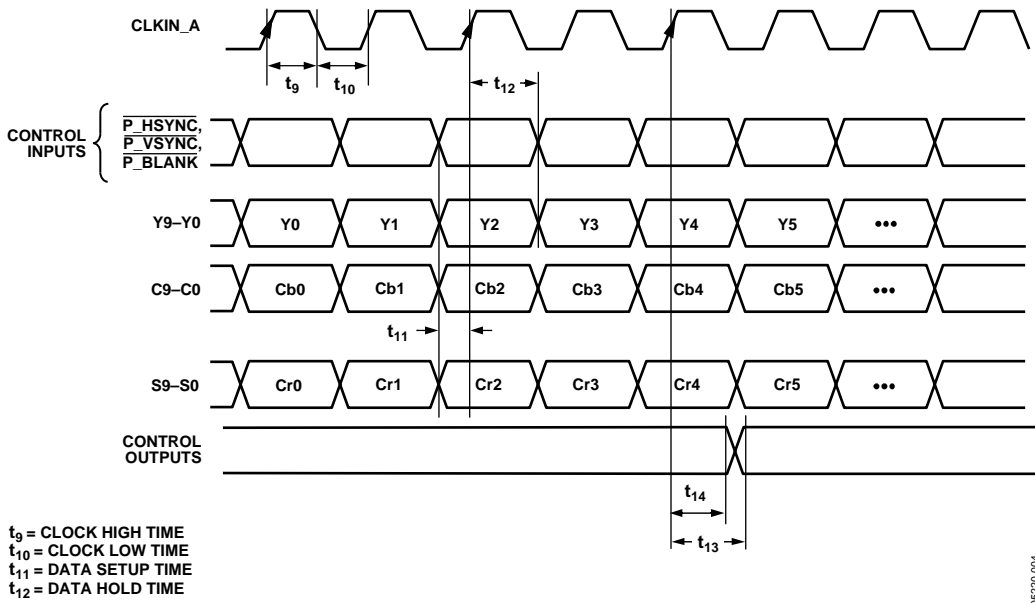 CLKIN_A
t9
t10
t12
CONTROL
INPUTS
P_HSYNC,
P_VSYNC,
P_BLANK
Y9–Y0
Y0
Y1
Y2
Y3
Y4
Y5
•••
C9–C0
Cb0
Cb1
Cb2
Cb3
Cb4
Cb5
•••
t11
S9–S0
Cr0
Cr1
Cr2
Cr3
Cr4
Cr5
•••
CONTROL
OUTPUTS
t14
t13
t9 = CLOCK HIGH TIME
t10 = CLOCK LOW TIME
t11 = DATA SETUP TIME
t12 = DATA HOLD TIME